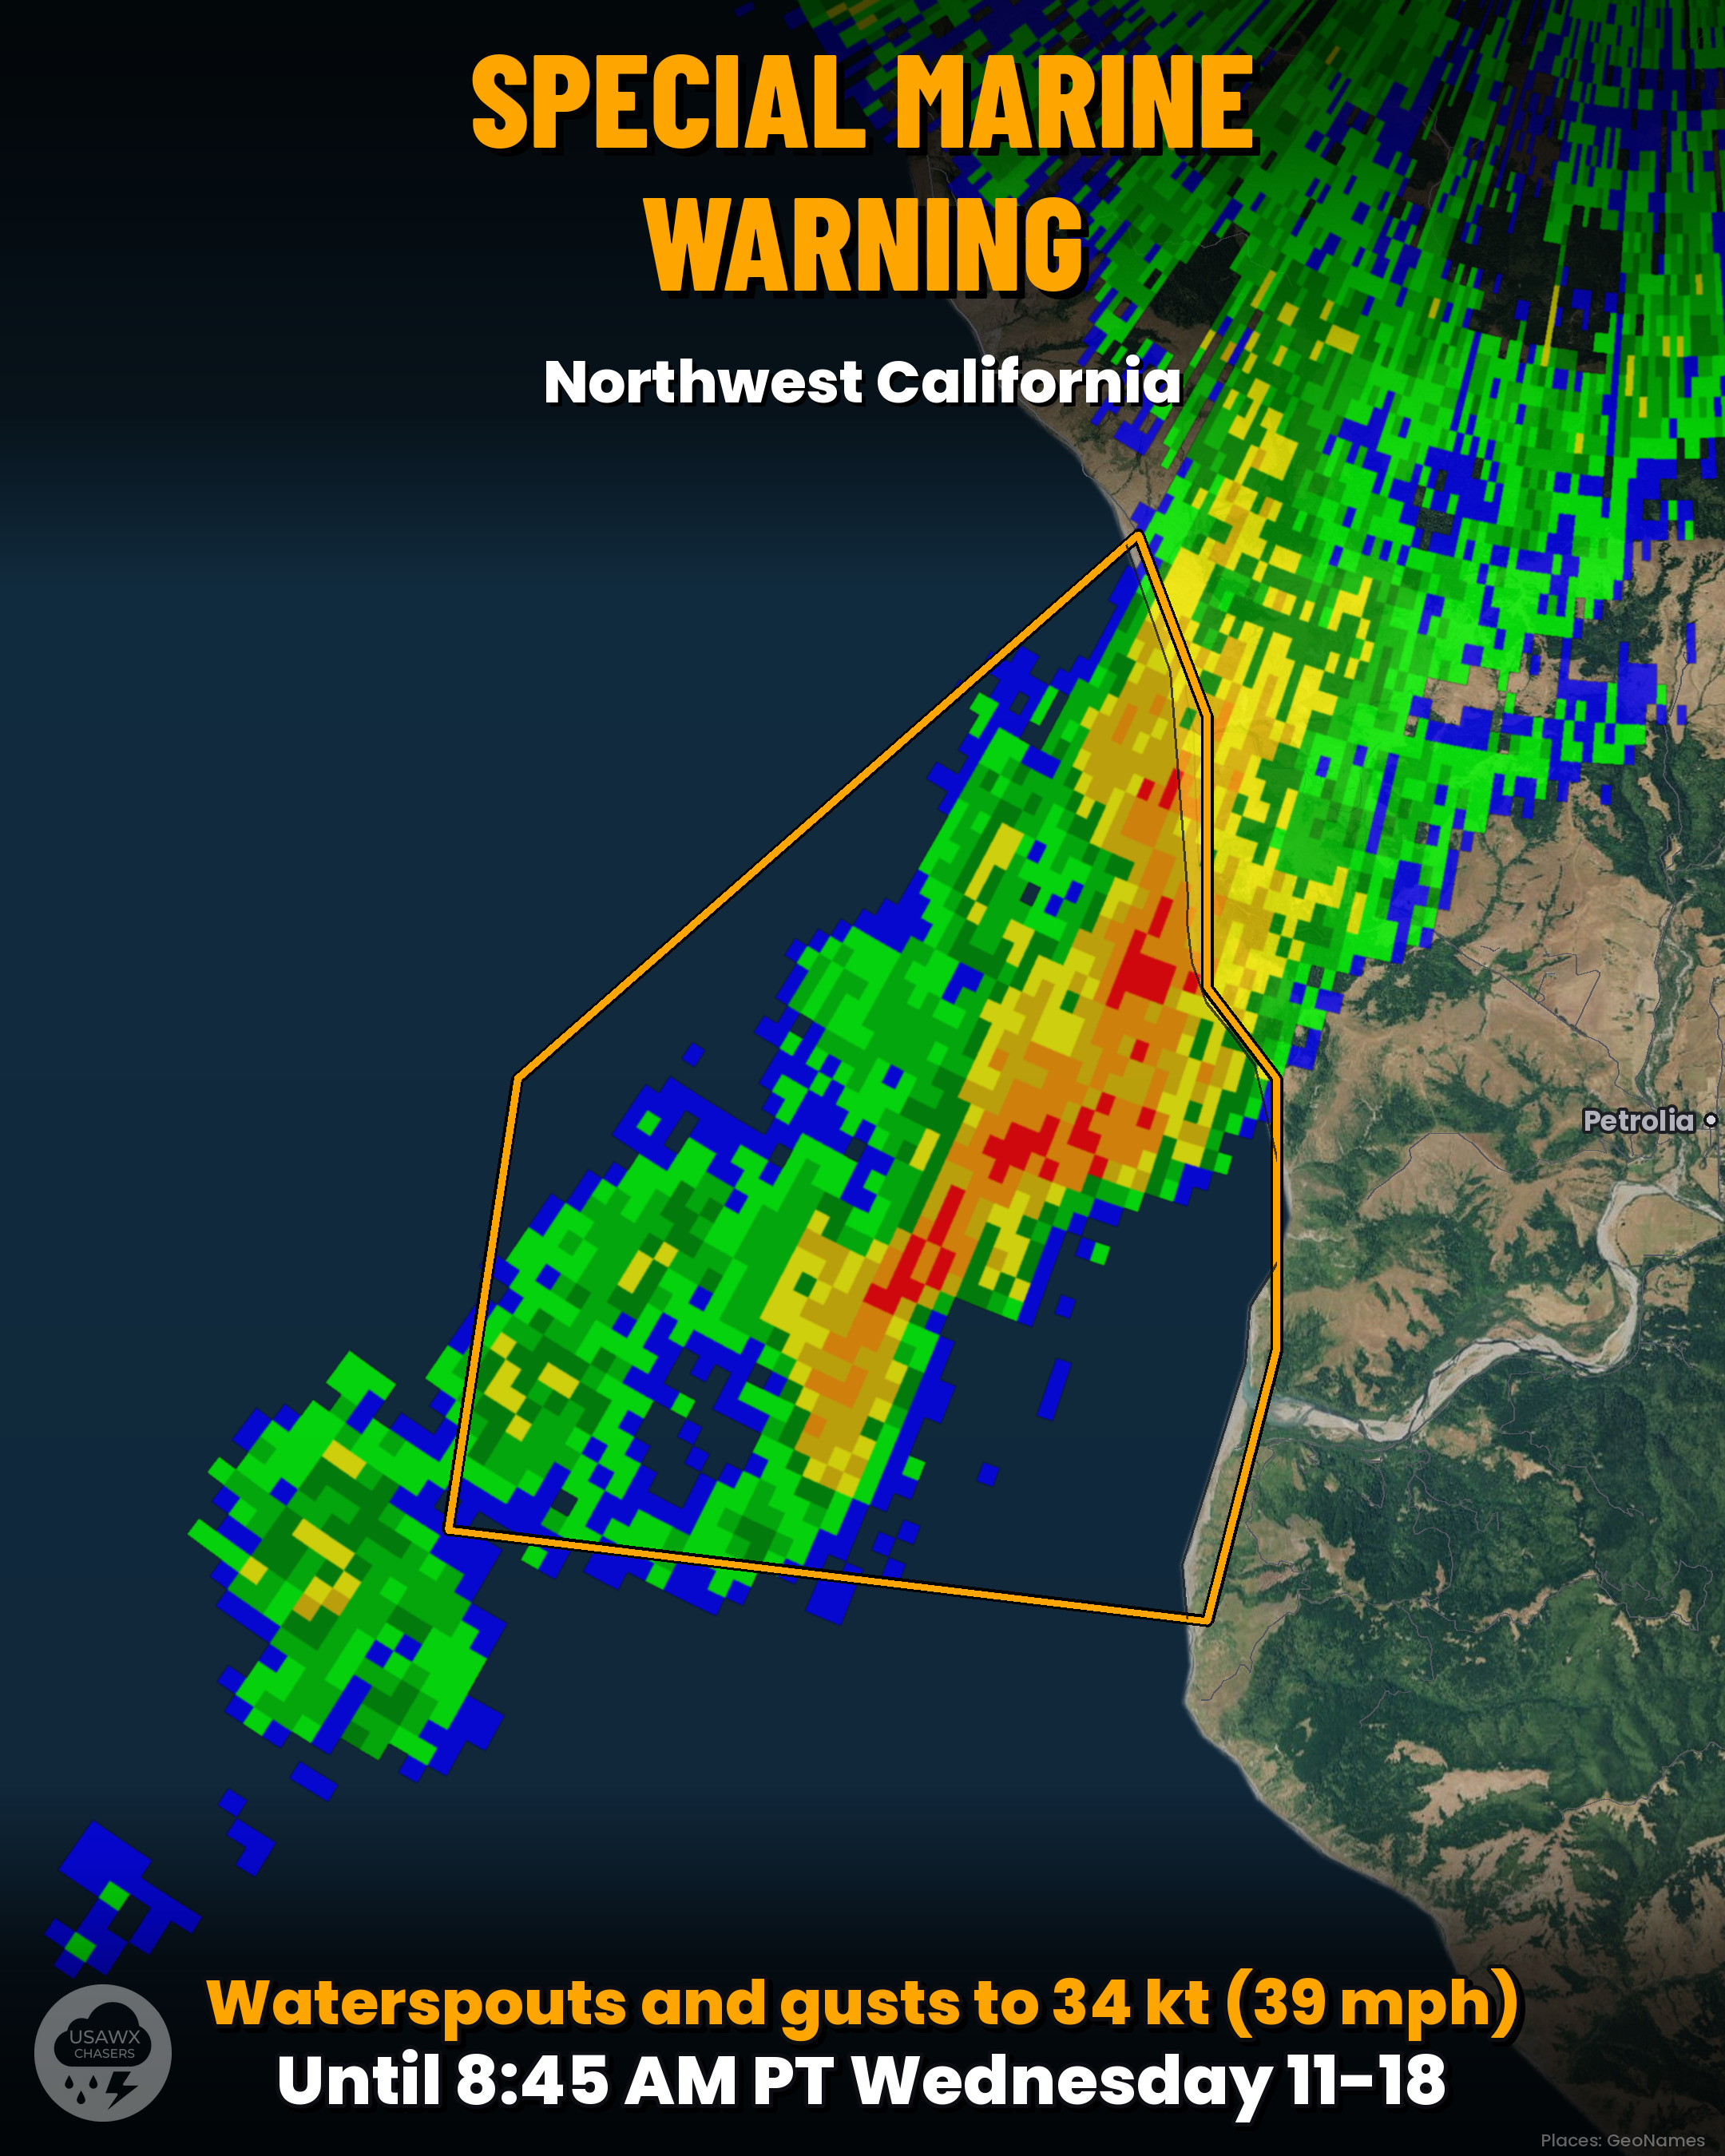 SPECIAL MARINE
WARNING
Northwest California
Petrolia
Waterspouts and gusts to 34 kt (39 mph)
Until 8:45 AM PT Wednesday 11-18
USAWX
CHASERS
Places: GeoNames